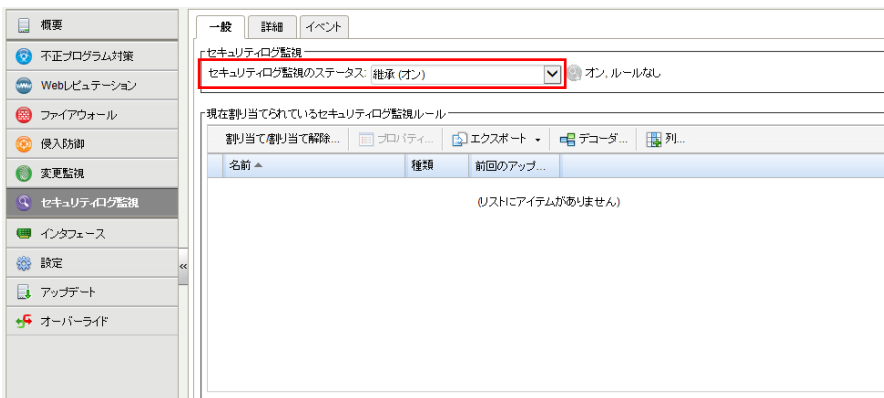 概要
不正プログラム対策
Webレピュテーション
ファイアウォール
侵入防御
変更監視
セキュリティログ監視
インタフェース
設定
アップデート
オーバーライド
«
一般 詳細 イベント
セキュリティログ監視
セキュリティログ監視のステータス: 継承 (オン) オン, ルールなし
現在割り当てられているセキュリティログ監視ルール
割り当て/割り当て解除... プロパティ... エクスポート デコーダ... 列...
名前 種類 前回のアップ...
(リストにアイテムがありません)